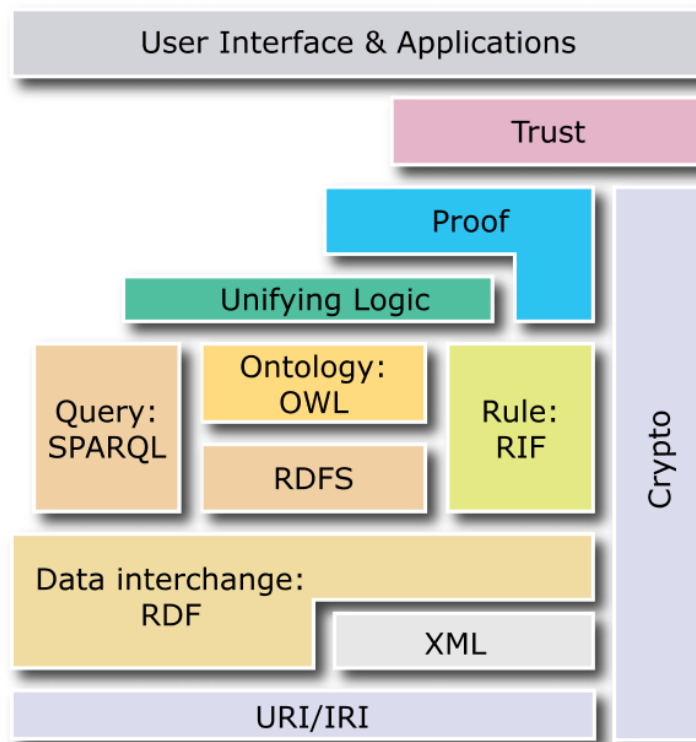 User Interface & Applications
Trust
Proof
Unifying Logic
Query:
SPARQL
Ontology:
OWL
RDFS
Rule:
RIF
Crypto
Data interchange:
RDF
XML
URI/IRI